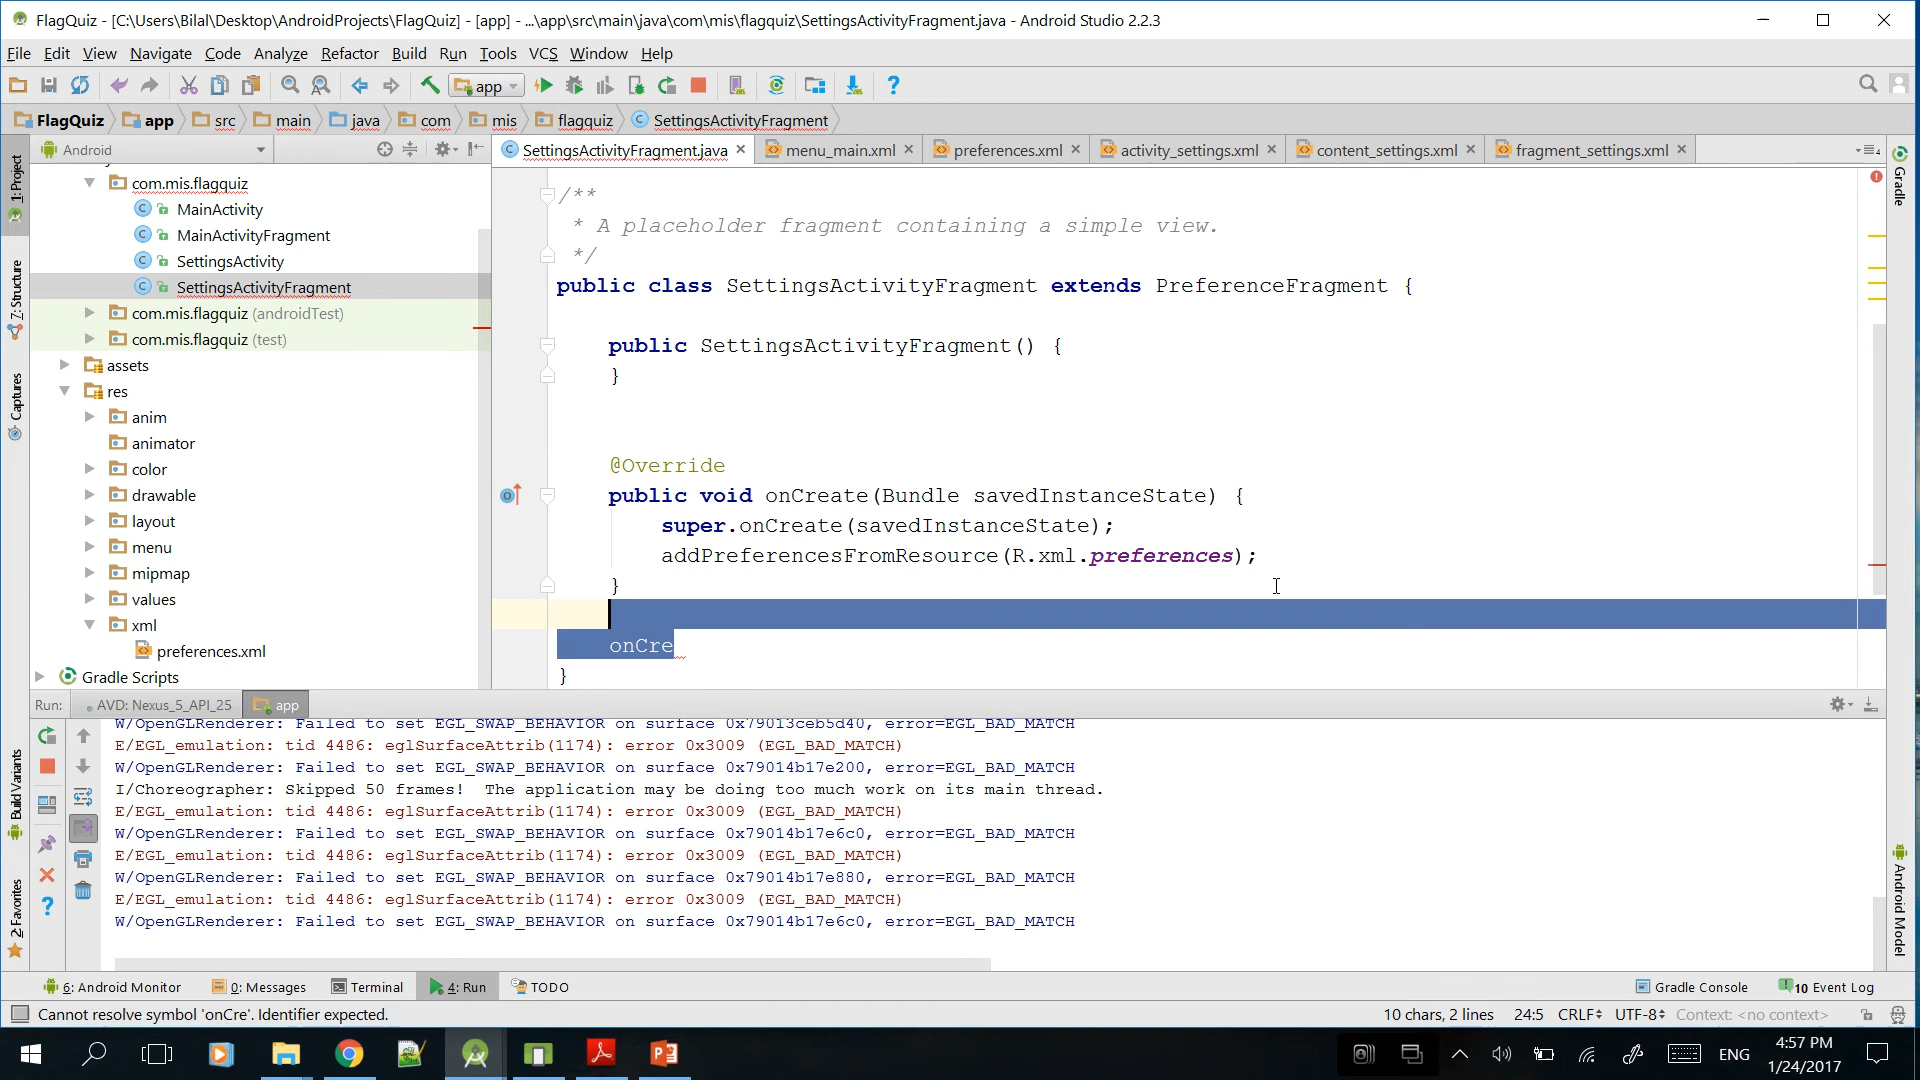 FlagQuiz - [C:\Users\Bilal\Desktop\AndroidProjects\FlagQuiz] - [app] - ...\app\src\main\java\com\mis\flagquiz\SettingsActivityFragment.java - Android Studio 2.2.3
File Edit View Navigate Code Analyze Refactor Build Run Tools VCS Window Help
app
FlagQuiz app src main java com mis flagquiz SettingsActivityFragment
Android
SettingsActivityFragment.java menu_main.xml preferences.xml activity_settings.xml content_settings.xml fragment_settings.xml
1: Project
7: Structure
Captures
Build Variants
2: Favorites
com.mis.flagquiz
MainActivity
MainActivityFragment
SettingsActivity
SettingsActivityFragment
com.mis.flagquiz (androidTest)
com.mis.flagquiz (test)
assets
res
anim
animator
color
drawable
layout
menu
mipmap
values
xml
preferences.xml
Gradle Scripts
/**
 * A placeholder fragment containing a simple view.
 */
public class SettingsActivityFragment extends PreferenceFragment {
    public SettingsActivityFragment() {
    }
    @Override
    public void onCreate(Bundle savedInstanceState) {
        super.onCreate(savedInstanceState);
        addPreferencesFromResource(R.xml.preferences);
    }
    onCre
}
Gradle
Android Model
Run: AVD: Nexus_5_API_25 app
W/OpenGLRenderer: Failed to set EGL_SWAP_BEHAVIOR on surface 0x79013ceb5d40, error=EGL_BAD_MATCH
E/EGL_emulation: tid 4486: eglSurfaceAttrib(1174): error 0x3009 (EGL_BAD_MATCH)
W/OpenGLRenderer: Failed to set EGL_SWAP_BEHAVIOR on surface 0x79014b17e200, error=EGL_BAD_MATCH
I/Choreographer: Skipped 50 frames!  The application may be doing too much work on its main thread.
E/EGL_emulation: tid 4486: eglSurfaceAttrib(1174): error 0x3009 (EGL_BAD_MATCH)
W/OpenGLRenderer: Failed to set EGL_SWAP_BEHAVIOR on surface 0x79014b17e6c0, error=EGL_BAD_MATCH
E/EGL_emulation: tid 4486: eglSurfaceAttrib(1174): error 0x3009 (EGL_BAD_MATCH)
W/OpenGLRenderer: Failed to set EGL_SWAP_BEHAVIOR on surface 0x79014b17e880, error=EGL_BAD_MATCH
E/EGL_emulation: tid 4486: eglSurfaceAttrib(1174): error 0x3009 (EGL_BAD_MATCH)
W/OpenGLRenderer: Failed to set EGL_SWAP_BEHAVIOR on surface 0x79014b17e6c0, error=EGL_BAD_MATCH
6: Android Monitor 0: Messages Terminal 4: Run TODO Gradle Console 10 Event Log
Cannot resolve symbol 'onCre'. Identifier expected. 10 chars, 2 lines 24:5 CRLF UTF-8 Context: <no context>
ENG 4:57 PM
1/24/2017